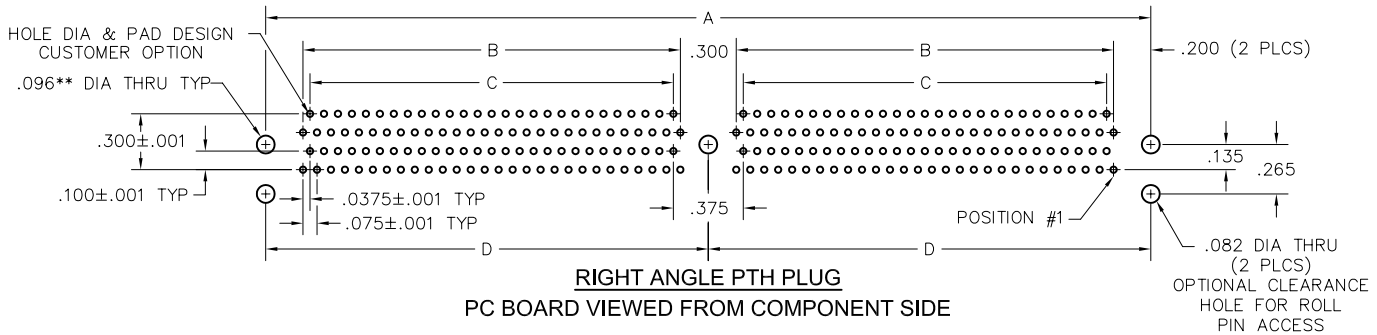 A
HOLE DIA & PAD DESIGN
CUSTOMER OPTION
B
.300
B
.200 (2 PLCS)
.096** DIA THRU TYP
C
C
.300±.001
.135
.265
.100±.001 TYP
.0375±.001 TYP
.375
.075±.001 TYP
POSITION #1
D
D
.082 DIA THRU
(2 PLCS)
OPTIONAL CLEARANCE
HOLE FOR ROLL
PIN ACCESS
RIGHT ANGLE PTH PLUG
PC BOARD VIEWED FROM COMPONENT SIDE